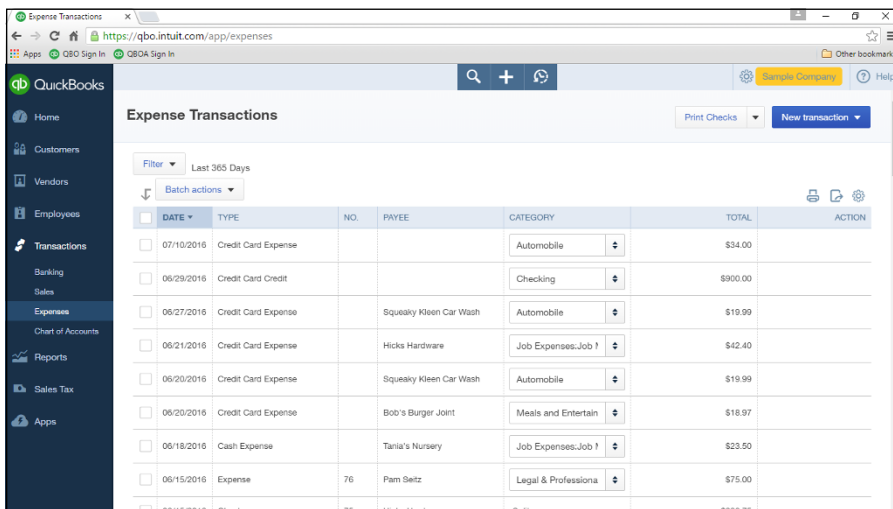 Expense Transactions
https://qbo.intuit.com/app/expenses
Apps QBO Sign In QBOA Sign In Other bookmark
qb QuickBooks
Sample Company ? Help
Home
Customers
Vendors
Employees
Transactions
Banking
Sales
Expenses
Chart of Accounts
Reports
Sales Tax
Apps
Expense Transactions
Print Checks New transaction
Filter Last 365 Days
Batch actions
DATE TYPE NO. PAYEE CATEGORY TOTAL ACTION
07/10/2016 Credit Card Expense Automobile $34.00
06/29/2016 Credit Card Credit Checking $900.00
06/27/2016 Credit Card Expense Squeaky Kleen Car Wash Automobile $19.99
06/21/2016 Credit Card Expense Hicks Hardware Job Expenses:Job $42.40
06/20/2016 Credit Card Expense Squeaky Kleen Car Wash Automobile $19.99
06/20/2016 Credit Card Expense Bob's Burger Joint Meals and Entertain $18.97
06/18/2016 Cash Expense Tania's Nursery Job Expenses:Job $23.50
06/15/2016 Expense 76 Pam Seitz Legal & Professiona $75.00